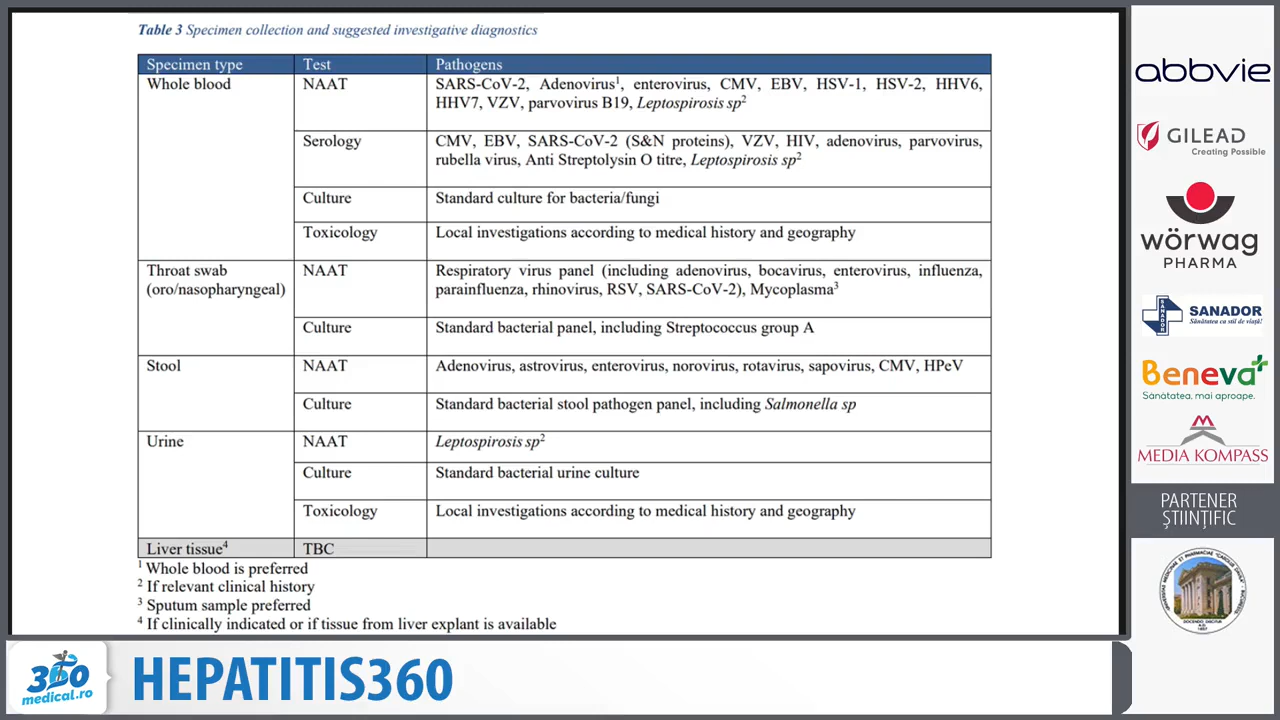 Table 3 Specimen collection and suggested investigative diagnostics
Specimen type Test Pathogens
Whole blood NAAT SARS-CoV-2, Adenovirus¹, enterovirus, CMV, EBV, HSV-1, HSV-2, HHV6,
HHV7, VZV, parvovirus B19, Leptospirosis sp²
Serology CMV, EBV, SARS-CoV-2 (S&N proteins), VZV, HIV, adenovirus, parvovirus,
rubella virus, Anti Streptolysin O titre, Leptospirosis sp²
Culture Standard culture for bacteria/fungi
Toxicology Local investigations according to medical history and geography
Throat swab NAAT Respiratory virus panel (including adenovirus, bocavirus, enterovirus, influenza,
(oro/nasopharyngeal) parainfluenza, rhinovirus, RSV, SARS-CoV-2), Mycoplasma³
Culture Standard bacterial panel, including Streptococcus group A
Stool NAAT Adenovirus, astrovirus, enterovirus, norovirus, rotavirus, sapovirus, CMV, HPeV
Culture Standard bacterial stool pathogen panel, including Salmonella sp
Urine NAAT Leptospirosis sp²
Culture Standard bacterial urine culture
Toxicology Local investigations according to medical history and geography
Liver tissue⁴ TBC
¹ Whole blood is preferred
² If relevant clinical history
³ Sputum sample preferred
⁴ If clinically indicated or if tissue from liver explant is available
abbvie
GILEAD
Creating Possible
wörwag
PHARMA
SANADOR
Sănătatea ca stil de viață!
Beneva
Sănătatea, mai aproape.
MEDIA KOMPASS
PARTENER
ȘTIINȚIFIC
360
medical.ro
HEPATITIS360